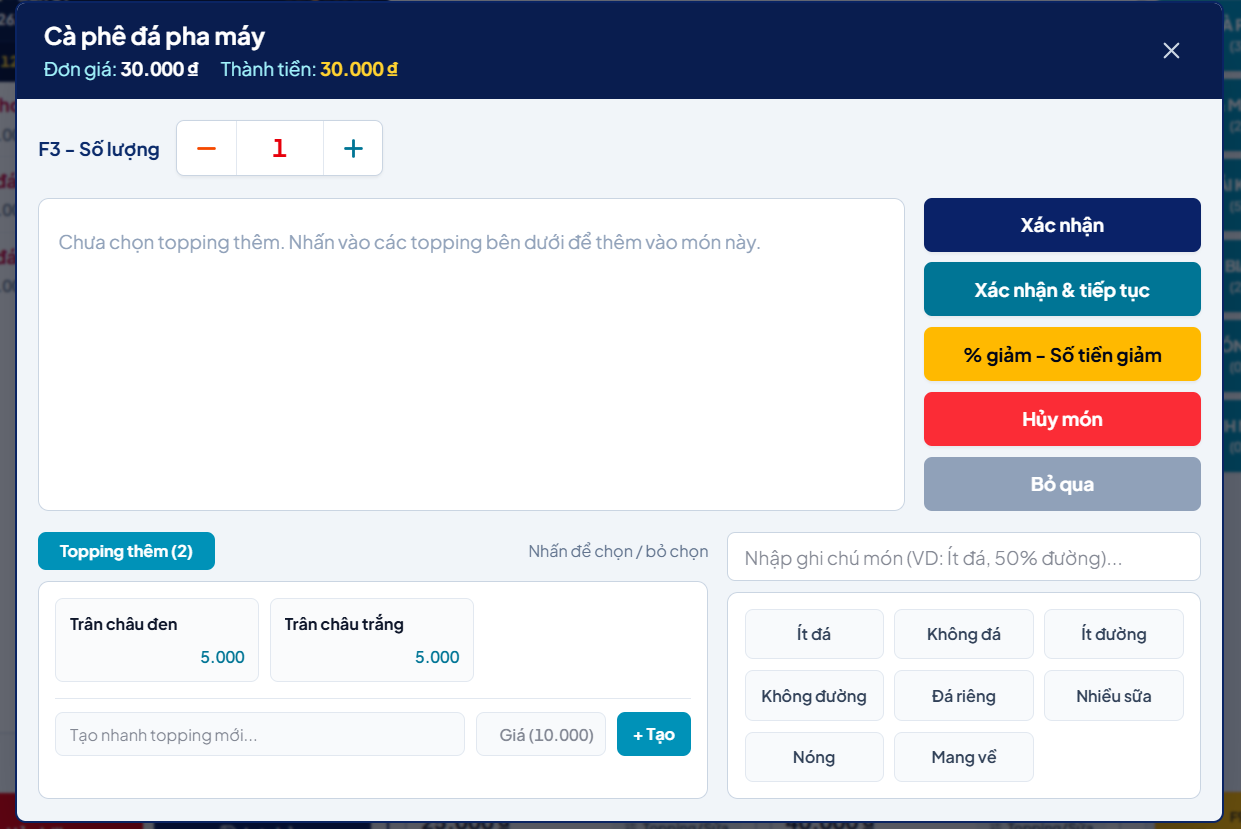 Cà phê đá pha máy
Đơn giá: 30.000 ₫ Thành tiền: 30.000 ₫
F3 - Số lượng
1
Chưa chọn topping thêm. Nhấn vào các topping bên dưới để thêm vào món này.
Xác nhận
Xác nhận & tiếp tục
% giảm - Số tiền giảm
Hủy món
Bỏ qua
Topping thêm (2)
Nhấn để chọn / bỏ chọn
Trân châu đen
5.000
Trân châu trắng
5.000
Tạo nhanh topping mới...
Giá (10.000)
+ Tạo
Nhập ghi chú món (VD: Ít đá, 50% đường)...
Ít đá
Không đá
Ít đường
Không đường
Đá riêng
Nhiều sữa
Nóng
Mang về